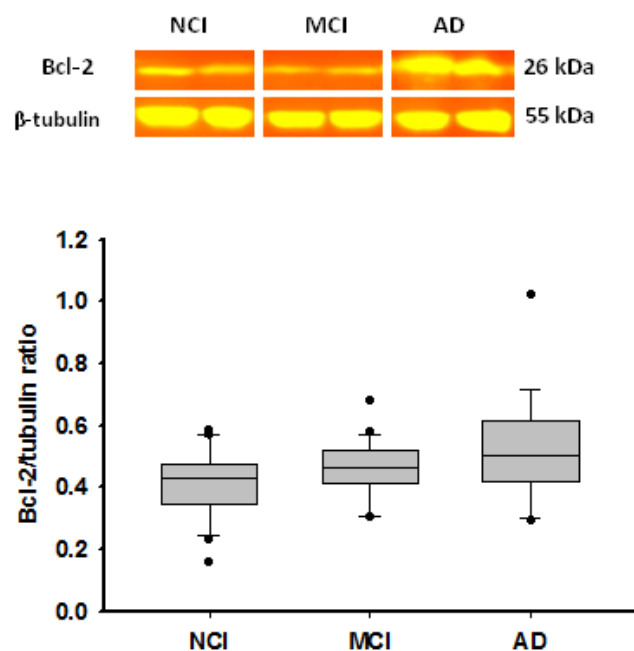 NCI MCI AD
Bcl-2 26 kDa
β-tubulin 55 kDa
1.2
1.0
0.8
0.6
0.4
0.2
0.0
Bcl-2/tubulin ratio
NCI MCI AD